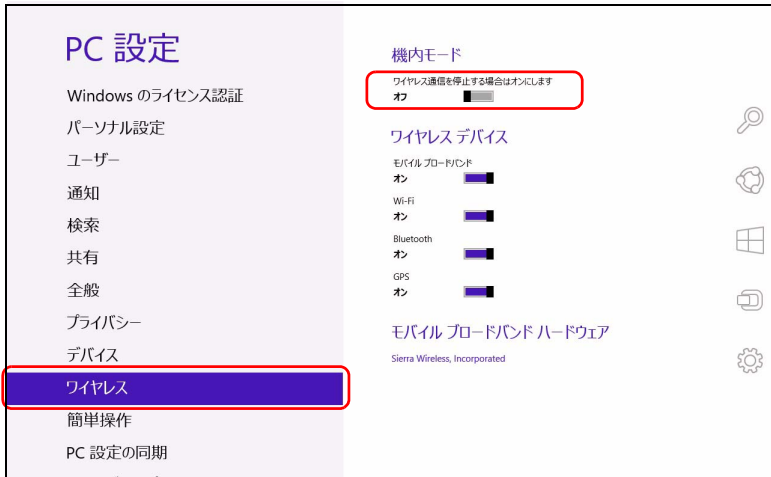 PC 設定
Windows のライセンス認証
パーソナル設定
ユーザー
通知
検索
共有
全般
プライバシー
デバイス
ワイヤレス
簡単操作
PC 設定の同期
機内モード
ワイヤレス通信を停止する場合はオンにします
オフ
ワイヤレス デバイス
モバイル ブロードバンド
オン
Wi-Fi
オン
Bluetooth
オン
GPS
オン
モバイル ブロードバンド ハードウェア
Sierra Wireless, Incorporated